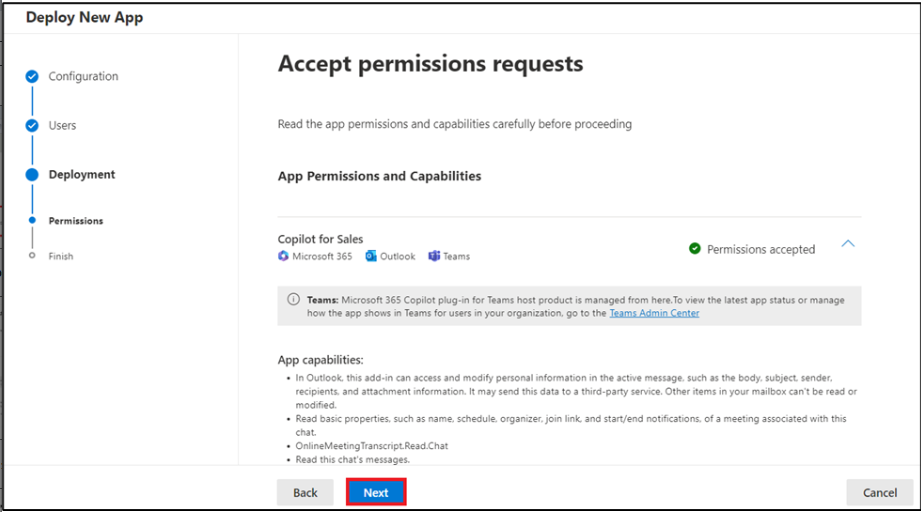 Deploy New App
Configuration
Users
Deployment
Permissions
Finish
Accept permissions requests
Read the app permissions and capabilities carefully before proceeding
App Permissions and Capabilities
Copilot for Sales
Microsoft 365 Outlook Teams
Permissions accepted
Teams: Microsoft 365 Copilot plug-in for Teams host product is managed from here.To view the latest app status or manage
how the app shows in Teams for users in your organization, go to the Teams Admin Center
App capabilities:
• In Outlook, this add-in can access and modify personal information in the active message, such as the body, subject, sender,
recipients, and attachment information. It may send this data to a third-party service. Other items in your mailbox can't be read or
modified.
• Read basic properties, such as name, schedule, organizer, join link, and start/end notifications, of a meeting associated with this
chat.
• OnlineMeetingTranscript.Read.Chat
• Read this chat's messages.
Back
Next
Cancel